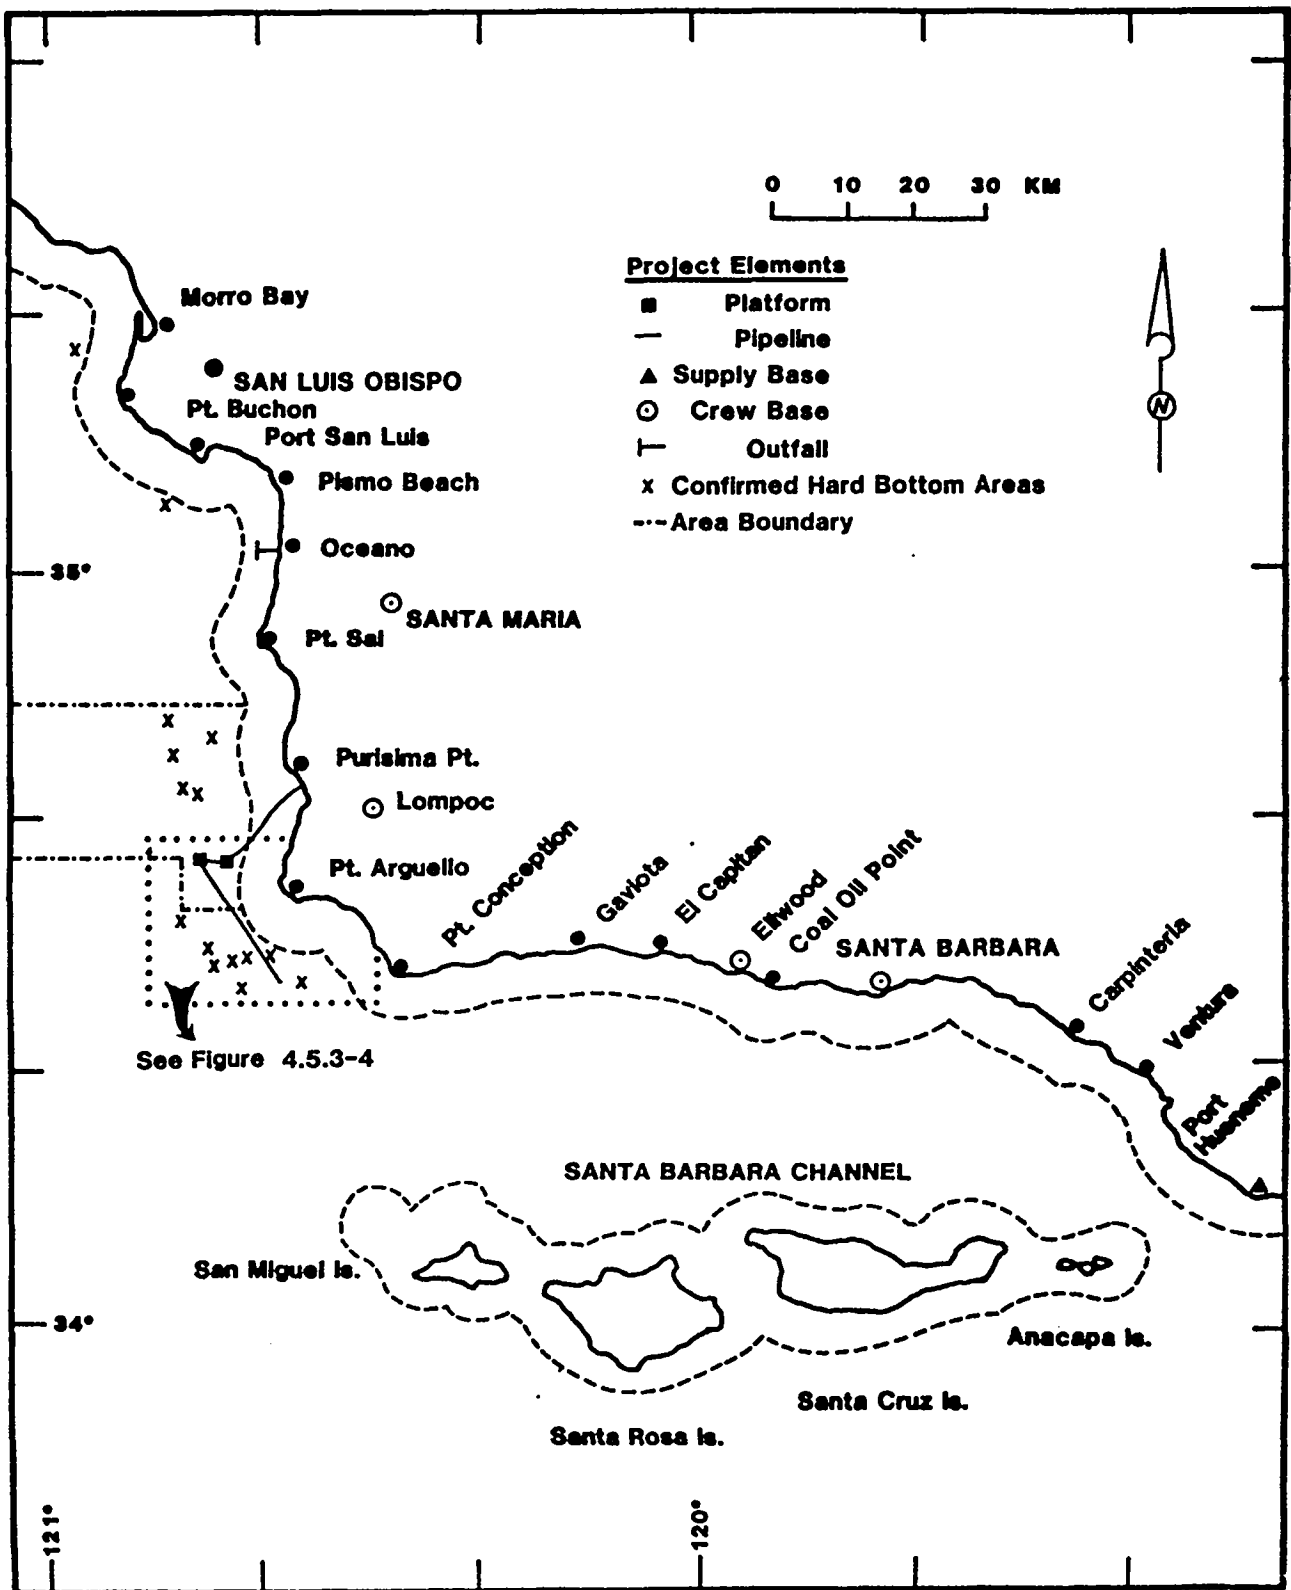 0 10 20 30 KM
Project Elements
Platform
Pipeline
Supply Base
Crew Base
Outfall
x Confirmed Hard Bottom Areas
Area Boundary
N
Morro Bay
SAN LUIS OBISPO
Pt. Buchon
Port San Luis
Pismo Beach
Oceano
35°
SANTA MARIA
Pt. Sal
Purisima Pt.
Lompoc
Pt. Arguello
Pt. Conception
Gaviota
El Capitan
Ellwood
Coal Oil Point
SANTA BARBARA
Carpinteria
Ventura
Port
Hueneme
See Figure 4.5.3-4
SANTA BARBARA CHANNEL
San Miguel Is.
34°
Anacapa Is.
Santa Cruz Is.
Santa Rosa Is.
121°
120°